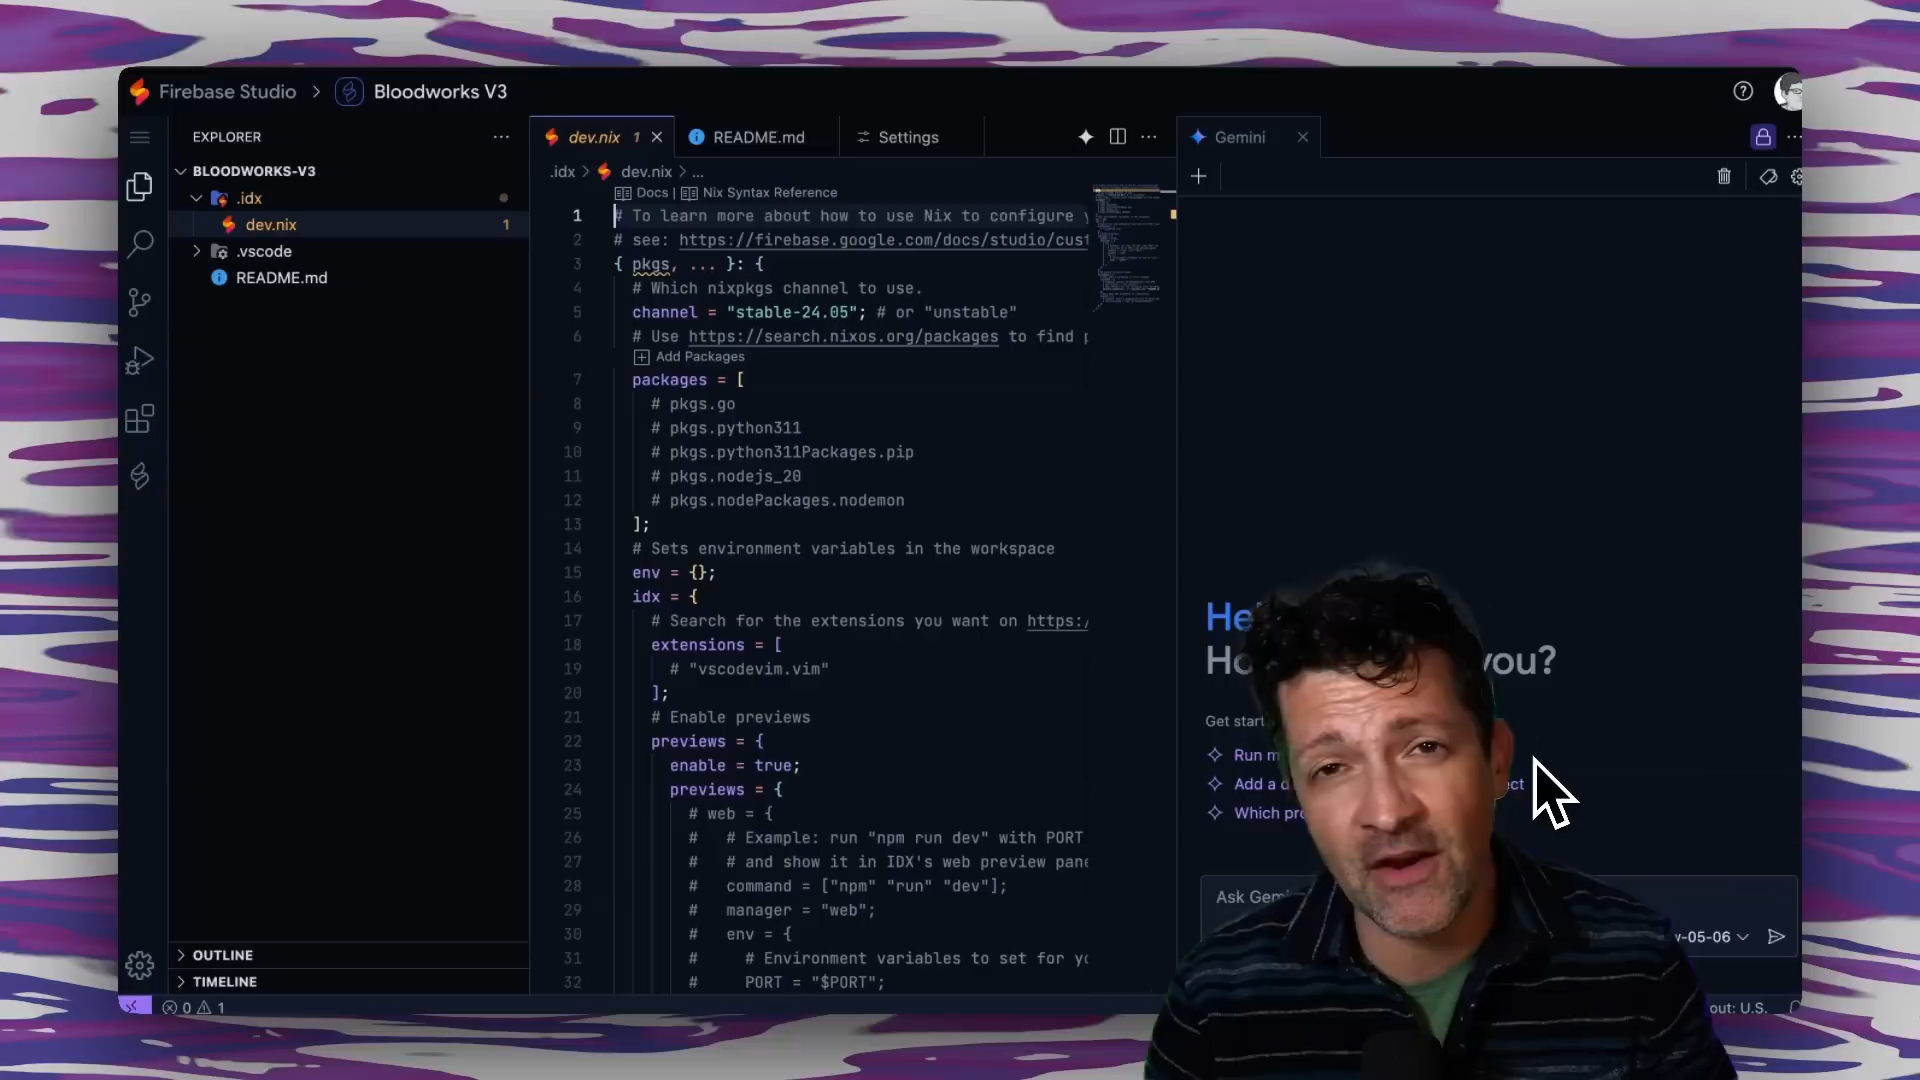 Firebase Studio > Bloodworks V3
EXPLORER
BLOODWORKS-V3
.idx
dev.nix 1
.vscode
README.md
OUTLINE
TIMELINE
0 1
dev.nix 1
README.md
Settings
.idx > dev.nix > ...
Docs | Nix Syntax Reference
1 # To learn more about how to use Nix to configure
2 # see: https://firebase.google.com/docs/studio/cust
3 { pkgs, ... }: {
4 # Which nixpkgs channel to use.
5 channel = "stable-24.05"; # or "unstable"
6 # Use https://search.nixos.org/packages to find
Add Packages
7 packages = [
8 # pkgs.go
9 # pkgs.python311
10 # pkgs.python311Packages.pip
11 # pkgs.nodejs_20
12 # pkgs.nodePackages.nodemon
13 ];
14 # Sets environment variables in the workspace
15 env = {};
16 idx = {
17 # Search for the extensions you want on https:/
18 extensions = [
19 # "vscodevim.vim"
20 ];
21 # Enable previews
22 previews = {
23 enable = true;
24 previews = {
25 # web = {
26 # # Example: run "npm run dev" with PORT
27 # # and show it in IDX's web preview pane
28 # command = ["npm" "run" "dev"];
29 # manager = "web";
30 # env = {
31 # # Environment variables to set for yo
32 # PORT = "$PORT";
Gemini
He
Ho you?
Get start
Run m
Add a d ect
Which pro
Ask Gemi
-05-06
out: U.S.